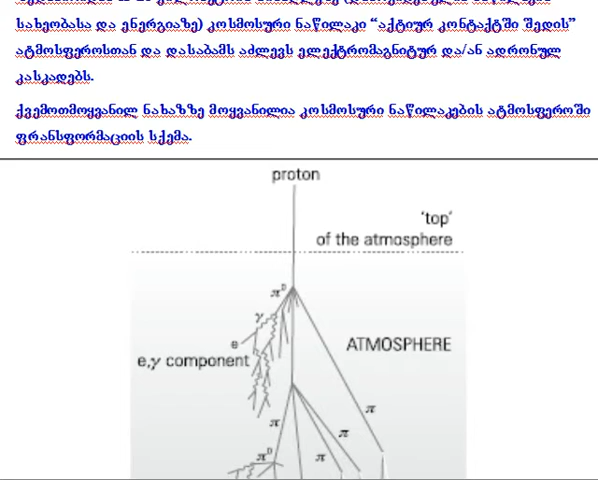 სახეობასა და ენერგიაზე) კოსმოსური ნაწილაკი “აქტიურ კონტაქტში შედის”
ატმოსფეროსთან და დასაბამს აძლევს ელექტრომაგნიტურ და/ან ადრონულ
კასკადებს.
ქვემოთმოყვანილ ნახაზზე მოყვანილია კოსმოსური ნაწილაკების ატმოსფეროში
ფრანსფორმაციის სქემა.
proton
‘top’
of the atmosphere
π⁰
γ
e
ATMOSPHERE
e,γ component
π
π
π
π⁰
π